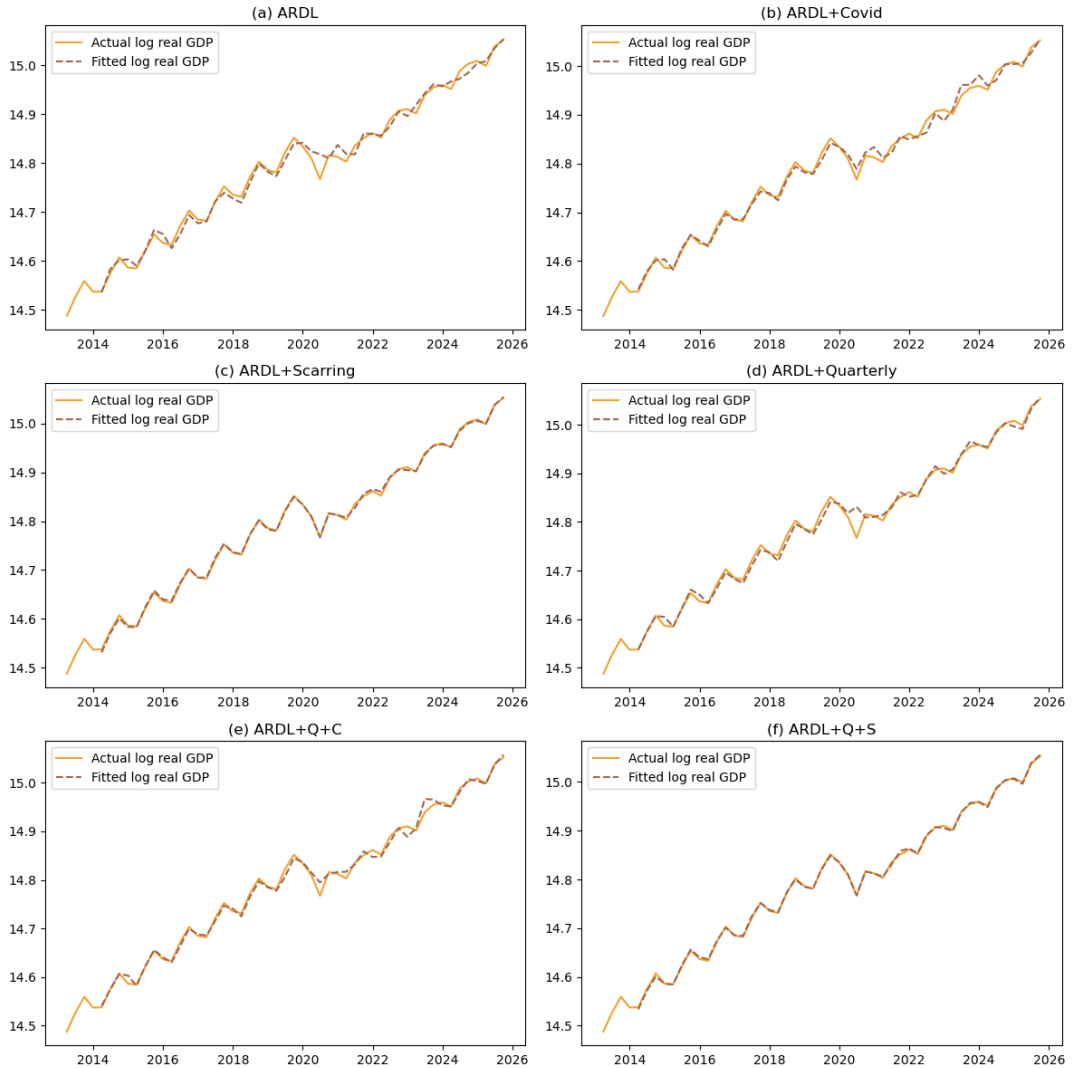 (a) ARDL
Actual log real GDP
Fitted log real GDP
15.0
14.9
14.8
14.7
14.6
14.5
2014 2016 2018 2020 2022 2024 2026
(b) ARDL+Covid
Actual log real GDP
Fitted log real GDP
15.0
14.9
14.8
14.7
14.6
14.5
2014 2016 2018 2020 2022 2024 2026
(c) ARDL+Scarring
Actual log real GDP
Fitted log real GDP
15.0
14.9
14.8
14.7
14.6
14.5
2014 2016 2018 2020 2022 2024 2026
(d) ARDL+Quarterly
Actual log real GDP
Fitted log real GDP
15.0
14.9
14.8
14.7
14.6
14.5
2014 2016 2018 2020 2022 2024 2026
(e) ARDL+Q+C
Actual log real GDP
Fitted log real GDP
15.0
14.9
14.8
14.7
14.6
14.5
2014 2016 2018 2020 2022 2024 2026
(f) ARDL+Q+S
Actual log real GDP
Fitted log real GDP
15.0
14.9
14.8
14.7
14.6
14.5
2014 2016 2018 2020 2022 2024 2026